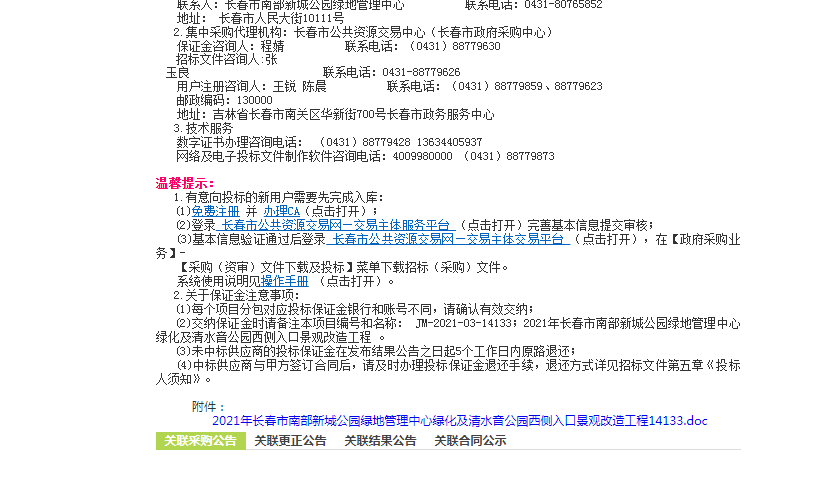 联系人：长春市南部新城公园绿地管理中心 联系电话：0431-80765852
地址： 长春市人民大街10111号
2.集中采购代理机构：长春市公共资源交易中心（长春市政府采购中心）
保证金咨询人：程婧 联系电话：（0431）88779630
招标文件咨询人:张
玉良 联系电话：0431-88779626
用户注册咨询人：王锐 陈晨 联系电话：（0431）88779859、88779623
邮政编码：130000
地址：吉林省长春市南关区华新街700号长春市政务服务中心
3.技术服务
数字证书办理咨询电话： （0431）88779428 13634405937
网络及电子投标文件制作软件咨询电话：4009980000 （0431）88779873
温馨提示：
1.有意向投标的新用户需要先完成入库：
(1)免费注册 并 办理CA（点击打开）；
(2)登录 长春市公共资源交易网—交易主体服务平台 （点击打开）完善基本信息提交审核；
(3)基本信息验证通过后登录 长春市公共资源交易网—交易主体交易平台 （点击打开），在【政府采购业
务】-
【采购（资审）文件下载及投标】菜单下载招标（采购）文件。
系统使用说明见操作手册 （点击打开）。
2.关于保证金注意事项：
(1)每个项目分包对应投标保证金银行和账号不同，请确认有效交纳；
(2)交纳保证金时请备注本项目编号和名称： JM-2021-03-14133；2021年长春市南部新城公园绿地管理中心
绿化及清水音公园西侧入口景观改造工程 。
(3)未中标供应商的投标保证金在发布结果公告之日起5个工作日内原路退还；
(4)中标供应商与甲方签订合同后，请及时办理投标保证金退还手续，退还方式详见招标文件第五章《投标
人须知》。
附件：
2021年长春市南部新城公园绿地管理中心绿化及清水音公园西侧入口景观改造工程14133.doc
关联采购公告 关联更正公告 关联结果公告 关联合同公示